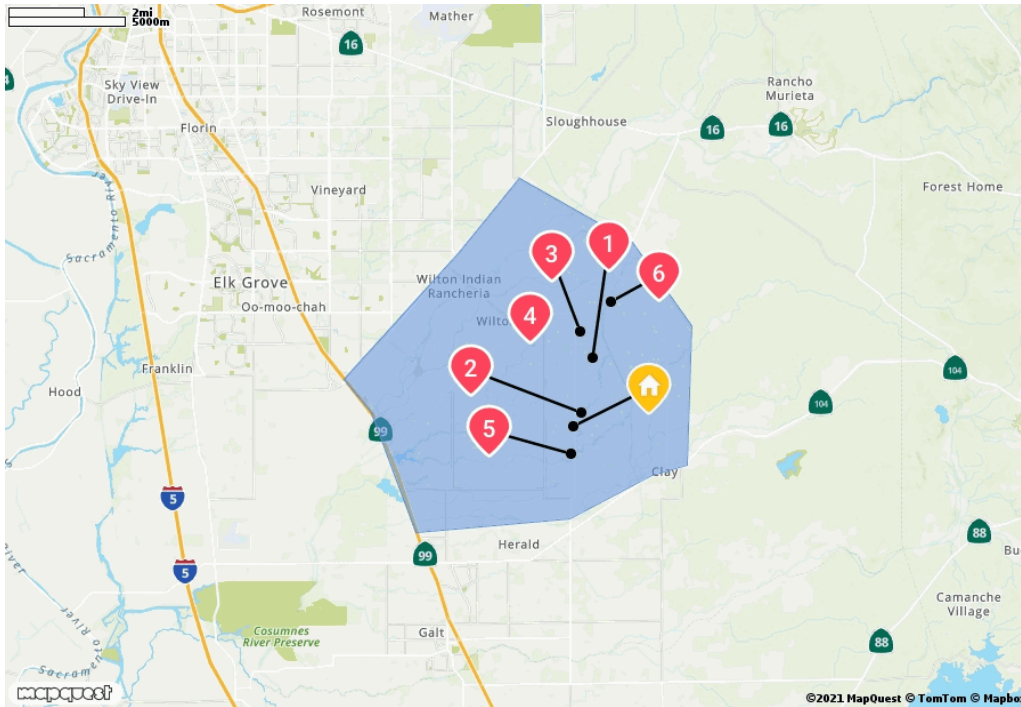 2mi
5000m
Rosemont
Mather
16
Sky View
Drive-In
Rancho
Murieta
Florin
Sloughhouse
16
16
Vineyard
Forest Home
Sacramento River
3
1
6
Elk Grove
Wilton Indian
Rancheria
Oo-moo-chah
4
Franklin
2
104
Hood
104
99
5
Clay
5
88
Herald
99
5
River
Camanche
Village
Cosumnes
River Preserve
Galt
88
River
Sacramento
mapquest
©2021 MapQuest © TomTom © Mapbox